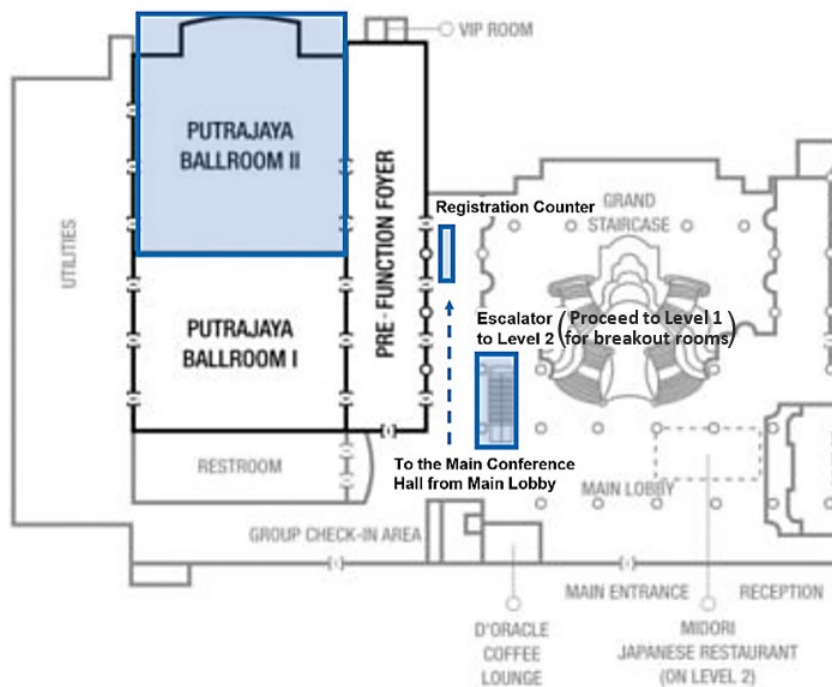 VIP ROOM
PUTRAJAYA
BALLROOM II
PRE - FUNCTION FOYER
Registration Counter
GRAND
STAIRCASE
UTILITIES
PUTRAJAYA
BALLROOM I
Escalator
to Level 2
(Proceed to Level 1
for breakout rooms)
To the Main Conference
Hall from Main Lobby
RESTROOM
MAIN LOBBY
GROUP CHECK-IN AREA
MAIN ENTRANCE
RECEPTION
D'ORACLE
COFFEE
LOUNGE
MIDORI
JAPANESE RESTAURANT
(ON LEVEL 2)